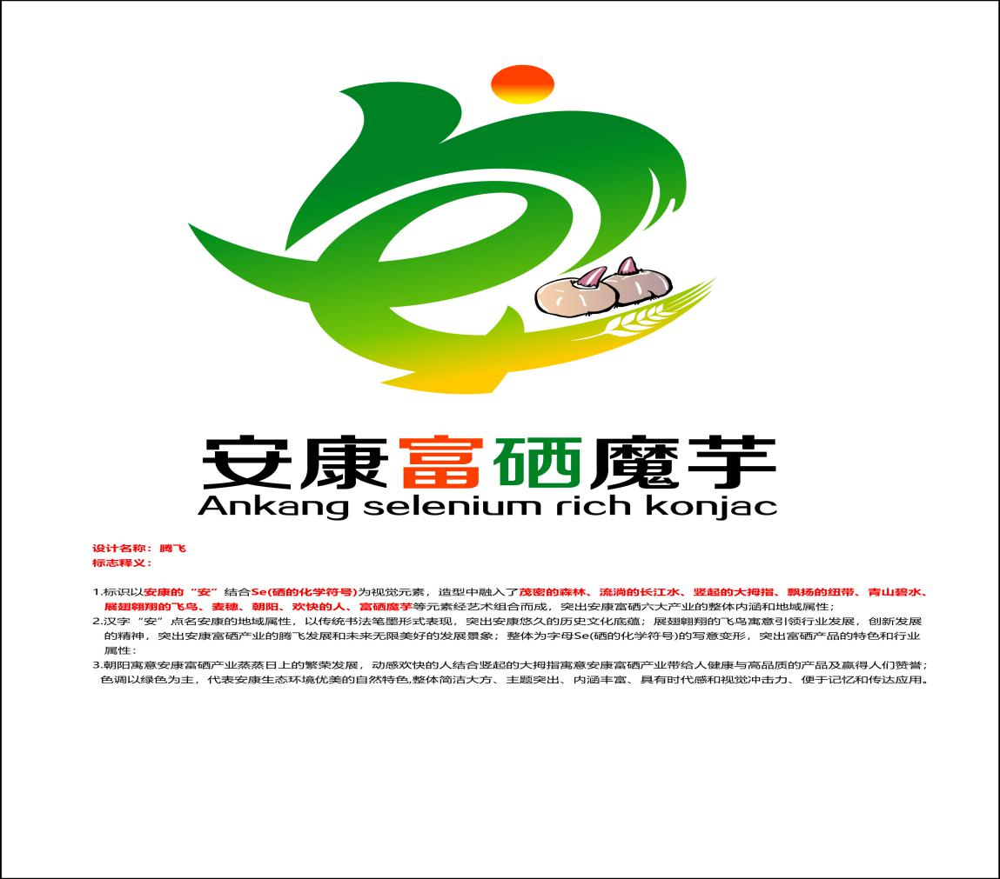 安康富硒魔芋
Ankang selenium rich konjac
设计名称：腾飞
标志释义：
1.标识以安康的“安”结合Se(硒的化学符号)为视觉元素，造型中融入了茂密的森林、流淌的长江水、竖起的大拇指、飘扬的纽带、青山碧水、
展翅翱翔的飞鸟、麦穗、朝阳、欢快的人、富硒魔芋等元素经艺术组合而成，突出安康富硒六大产业的整体内涵和地域属性；
2.汉字“安”点名安康的地域属性，以传统书法笔墨形式表现，突出安康悠久的历史文化底蕴；展翅翱翔的飞鸟寓意引领行业发展，创新发展
的精神，突出安康富硒产业的腾飞发展和未来无限美好的发展景象；整体为字母Se(硒的化学符号)的写意变形，突出富硒产品的特色和行业
属性：
3.朝阳寓意安康富硒产业蒸蒸日上的繁荣发展，动感欢快的人结合竖起的大拇指寓意安康富硒产业带给人健康与高品质的产品及赢得人们赞誉；
色调以绿色为主，代表安康生态环境优美的自然特色,整体简洁大方、主题突出、内涵丰富、具有时代感和视觉冲击力、便于记忆和传达应用。